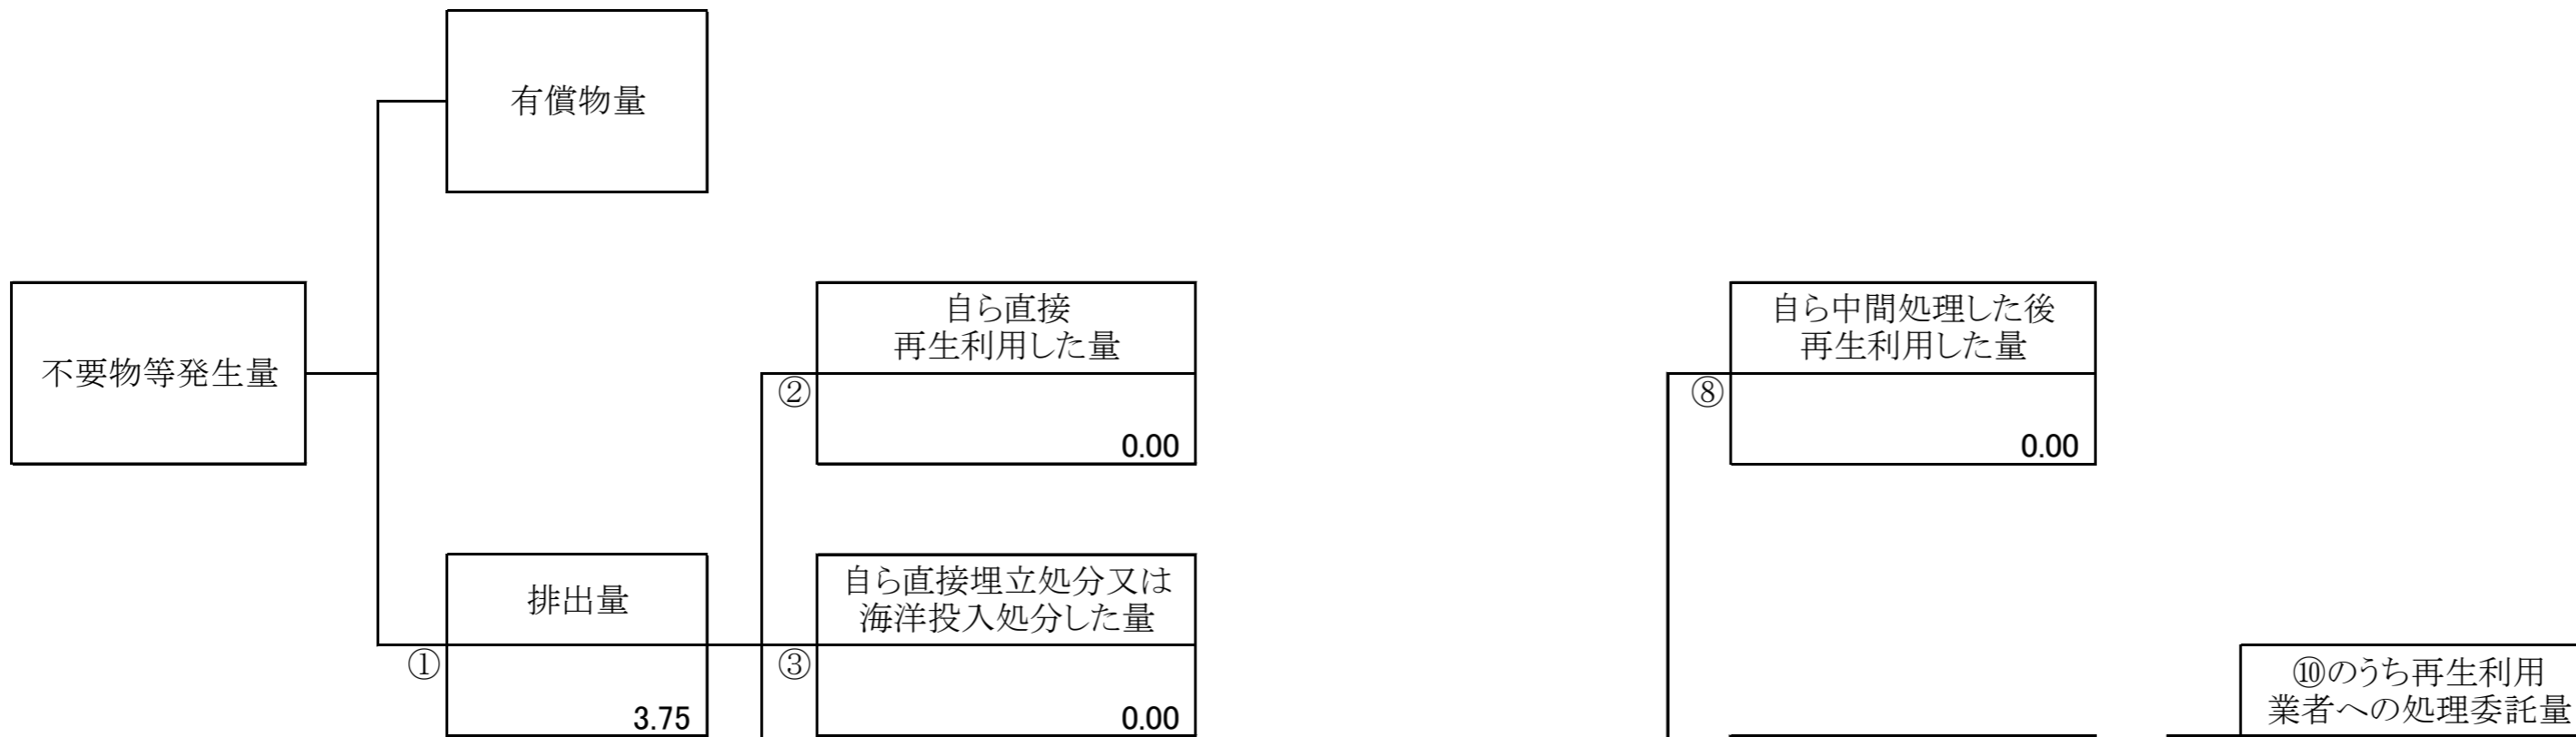 有償物量
不要物等発生量
自ら直接
再生利用した量
②
0.00
自ら中間処理した後
再生利用した量
⑧
0.00
排出量
①
3.75
自ら直接埋立処分又は
海洋投入処分した量
③
0.00
⑩のうち再生利用
業者への処理委託量